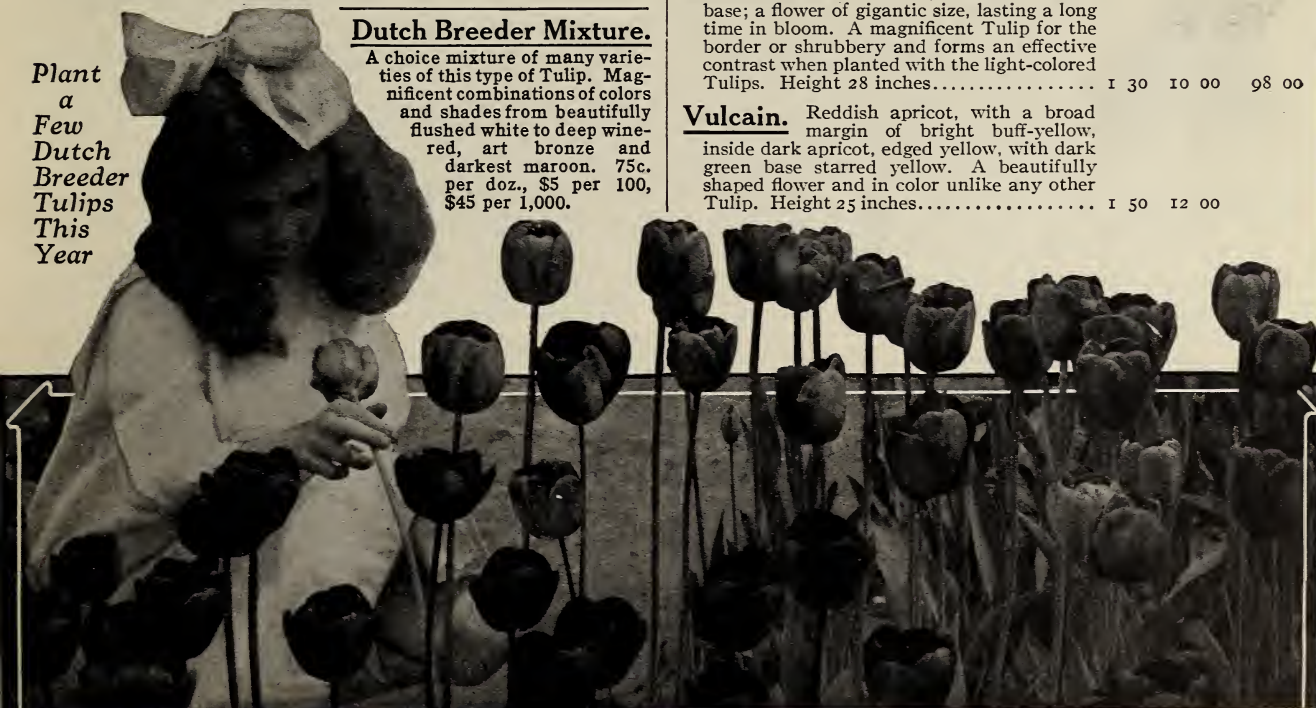 Plant
a
Few
Dutch
Breeder
Tulips
This
Year
Dutch Breeder Mixture.
A choice mixture of many varie-
ties of this type of Tulip. Mag-
nificent combinations of colors
and shades from beautifully
flushed white to deep wine-
red, art bronze and
darkest maroon. 75c.
per doz., $5 per 100,
$45 per 1,000.
base; a flower of gigantic size, lasting a long
time in bloom. A magnificent Tulip for the
border or shrubbery and forms an effective
contrast when planted with the light-colored
Tulips. Height 28 inches................. 1 30 10 00 98 00
Vulcain. Reddish apricot, with a broad
margin of bright buff-yellow,
inside dark apricot, edged yellow, with dark
green base starred yellow. A beautifully
shaped flower and in color unlike any other
Tulip. Height 25 inches.................. 1 50 12 00